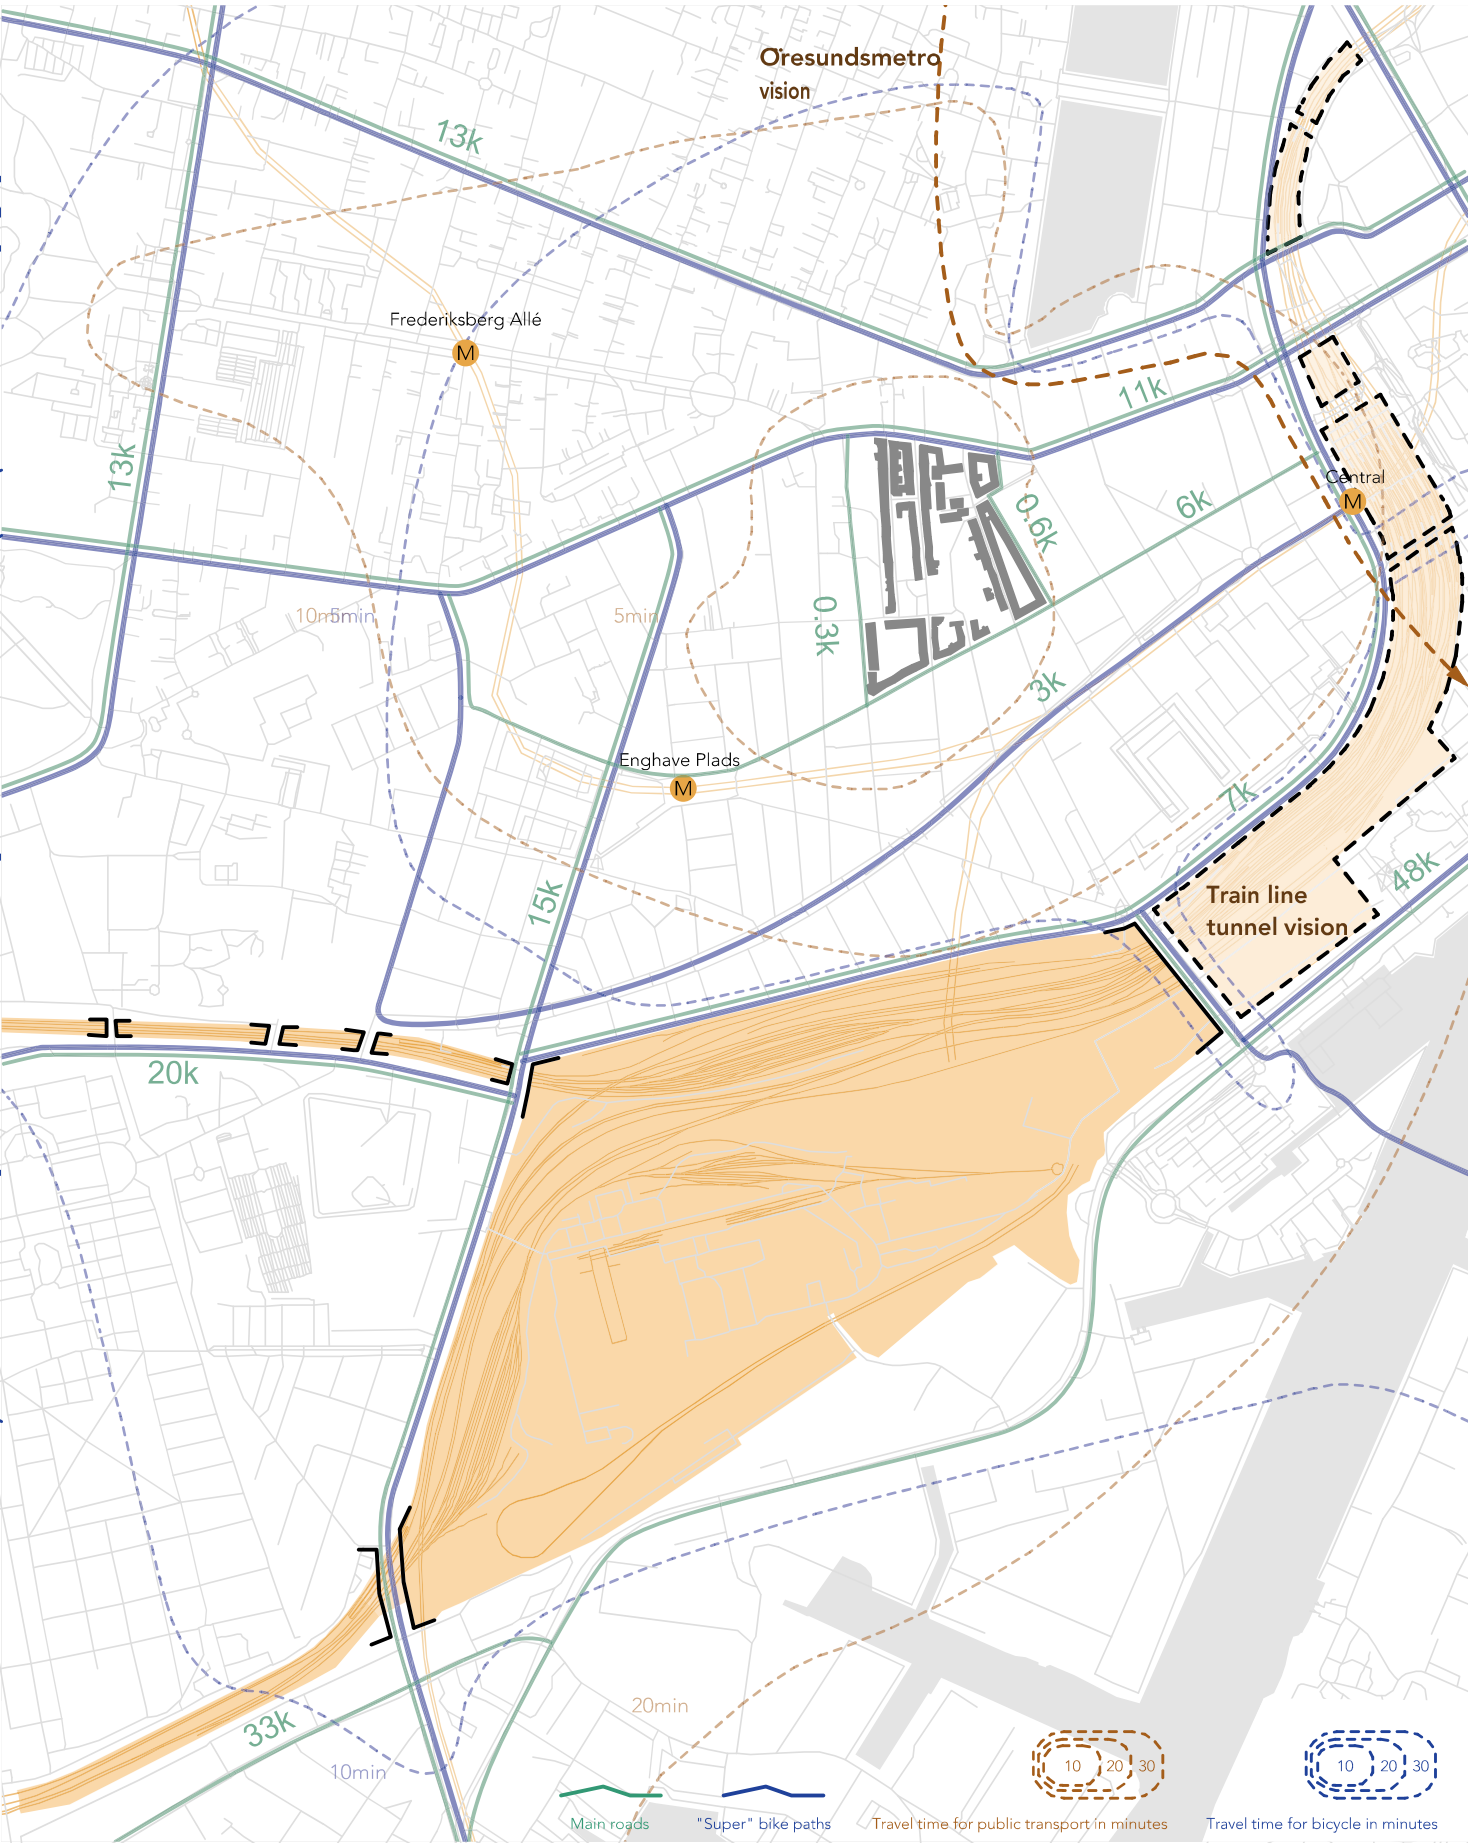 Øresundsmetro
vision
13k
Frederiksberg Allé
M
11k
13k
Central
M
6k
0.6k
10min
5min
5min
0.3k
3k
Enghave Plads
M
7k
48k
15k
Train line
tunnel vision
20k
33k
20min
10min
10 20 30
10 20 30
Main roads
"Super" bike paths
Travel time for public transport in minutes
Travel time for bicycle in minutes